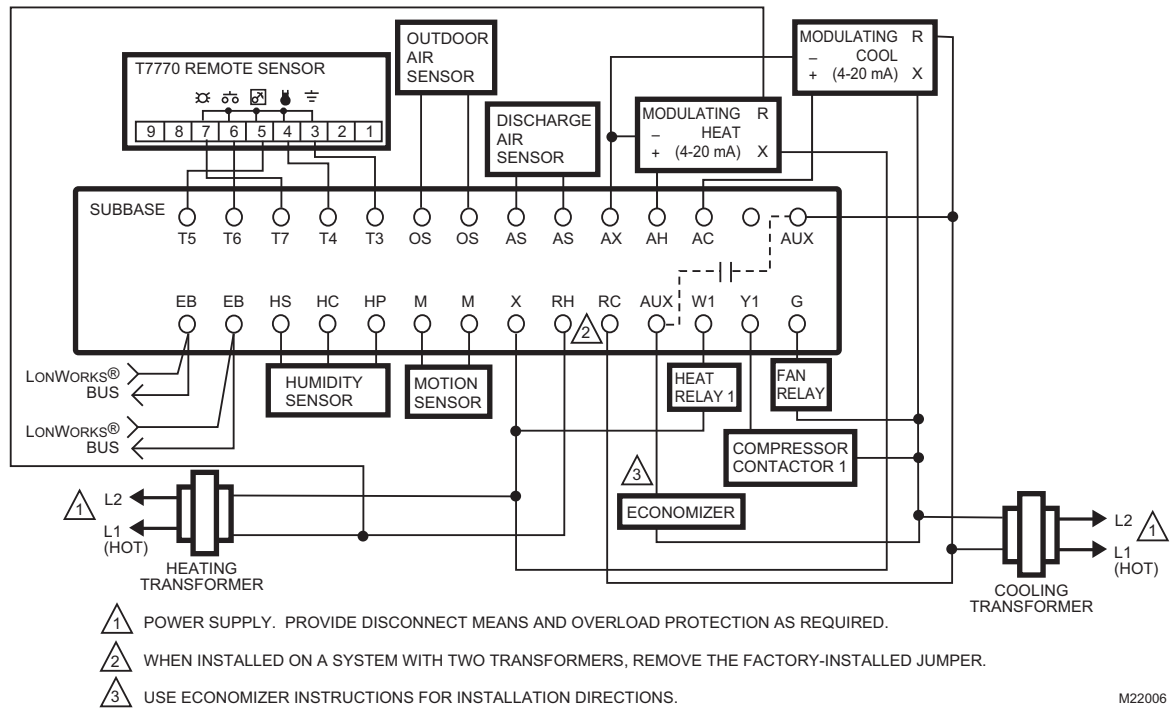 OUTDOOR
AIR
SENSOR
MODULATING R
COOL
– 
+ (4-20 mA) X
T7770 REMOTE SENSOR
9 8 7 6 5 4 3 2 1
DISCHARGE
AIR
SENSOR
MODULATING R
HEAT
–
+ (4-20 mA) X
SUBBASE
T5 T6 T7 T4 T3 OS OS AS AS AX AH AC AUX
EB EB HS HC HP M M X RH RC AUX W1 Y1 G
2
LONWORKS®
BUS
LONWORKS®
BUS
HUMIDITY
SENSOR
MOTION
SENSOR
HEAT
RELAY 1
FAN
RELAY
COMPRESSOR
CONTACTOR 1
3
ECONOMIZER
1
L2
L1
(HOT)
HEATING
TRANSFORMER
L2
1
L1
(HOT)
COOLING
TRANSFORMER
1 POWER SUPPLY. PROVIDE DISCONNECT MEANS AND OVERLOAD PROTECTION AS REQUIRED.
2 WHEN INSTALLED ON A SYSTEM WITH TWO TRANSFORMERS, REMOVE THE FACTORY-INSTALLED JUMPER.
3 USE ECONOMIZER INSTRUCTIONS FOR INSTALLATION DIRECTIONS.
M22006